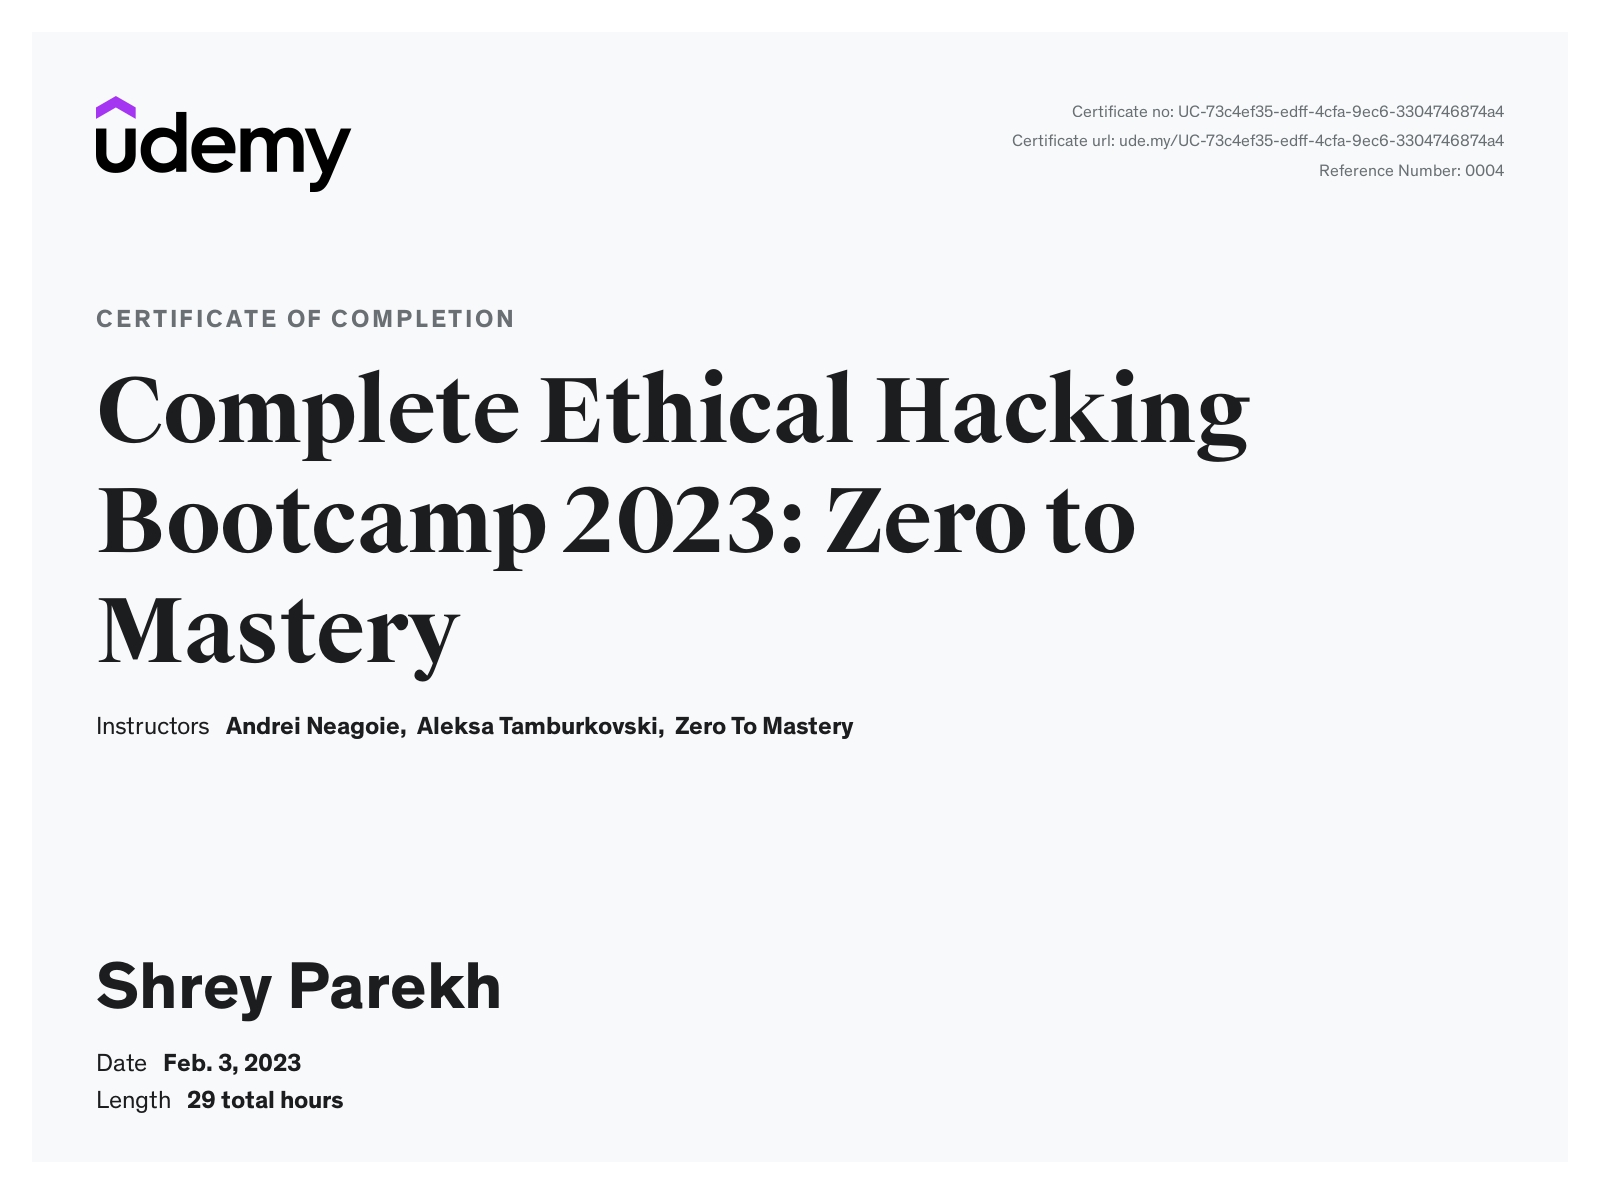 udemy
Certificate no: UC-73c4ef35-edff-4cfa-9ec6-3304746874a4
Certificate url: ude.my/UC-73c4ef35-edff-4cfa-9ec6-3304746874a4
Reference Number: 0004
CERTIFICATE OF COMPLETION
Complete Ethical Hacking
Bootcamp 2023: Zero to
Mastery
Instructors Andrei Neagoie, Aleksa Tamburkovski, Zero To Mastery
Shrey Parekh
Date Feb. 3, 2023
Length 29 total hours